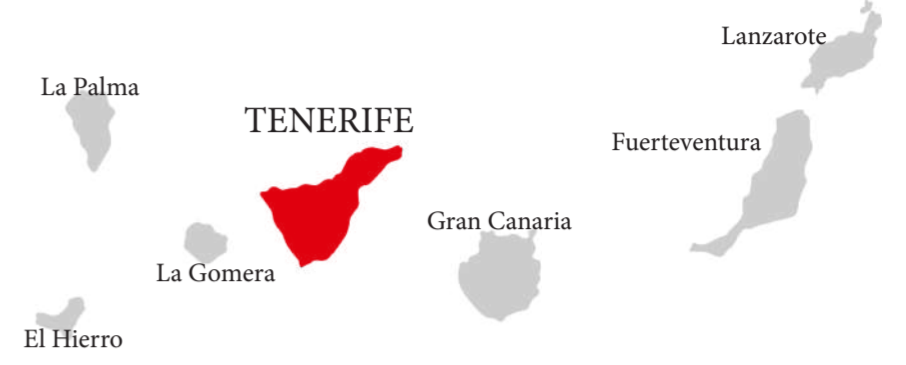 Lanzarote
La Palma
TENERIFE
Fuerteventura
Gran Canaria
La Gomera
El Hierro